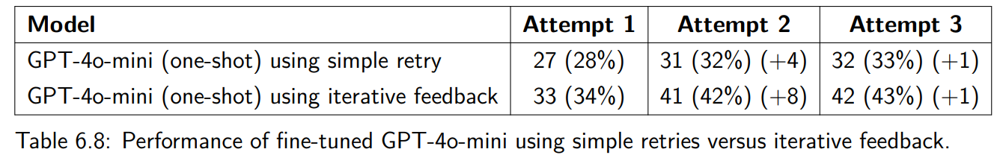 Model Attempt 1 Attempt 2 Attempt 3
GPT-4o-mini (one-shot) using simple retry 27 (28%) 31 (32%) (+4) 32 (33%) (+1)
GPT-4o-mini (one-shot) using iterative feedback 33 (34%) 41 (42%) (+8) 42 (43%) (+1)
Table 6.8: Performance of fine-tuned GPT-4o-mini using simple retries versus iterative feedback.